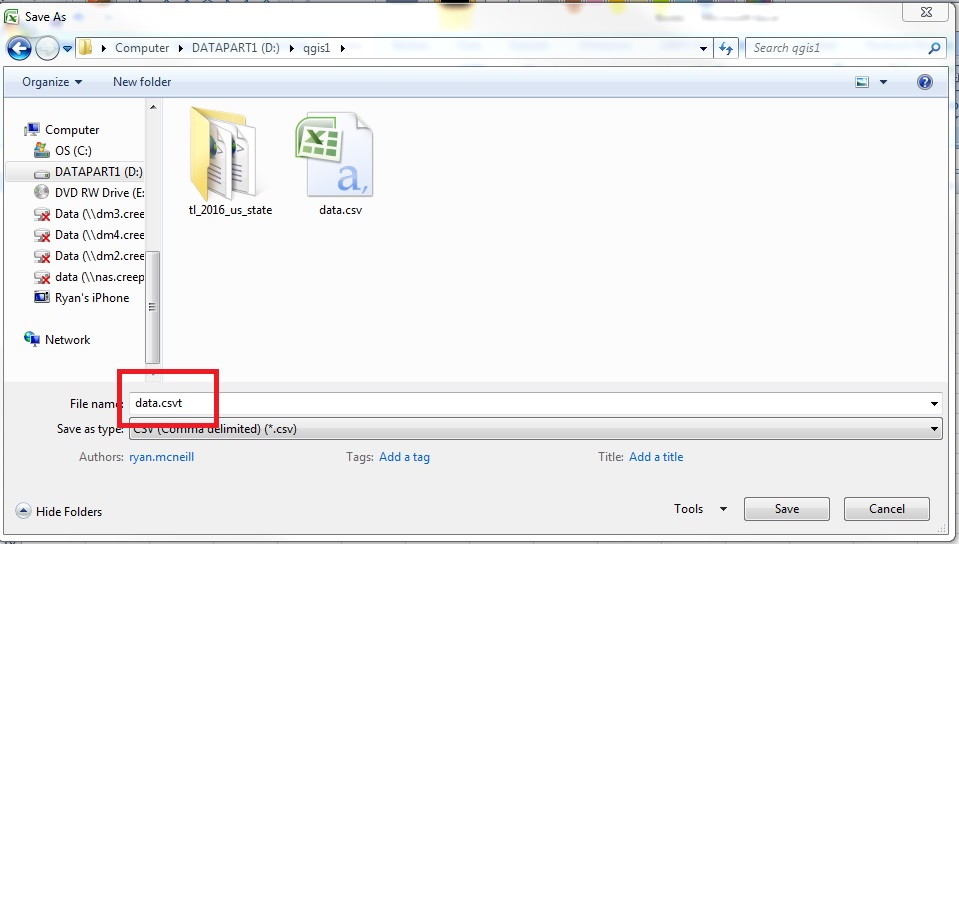 Save As
Computer DATAPART1 (D:) qgis1
Search qgis1
Organize
New folder
Computer
OS (C:)
DATAPART1 (D:)
DVD RW Drive (E:
Data (\\dm3.cree
Data (\\dm4.cree
Data (\\dm2.cree
data (\\nas.creep
Ryan's iPhone
Network
tl_2016_us_state
a,
data.csv
File name:
data.csvt
Save as type:
CSV (Comma delimited) (*.csv)
Authors: ryan.mcneill
Tags: Add a tag
Title: Add a title
Hide Folders
Tools
Save
Cancel